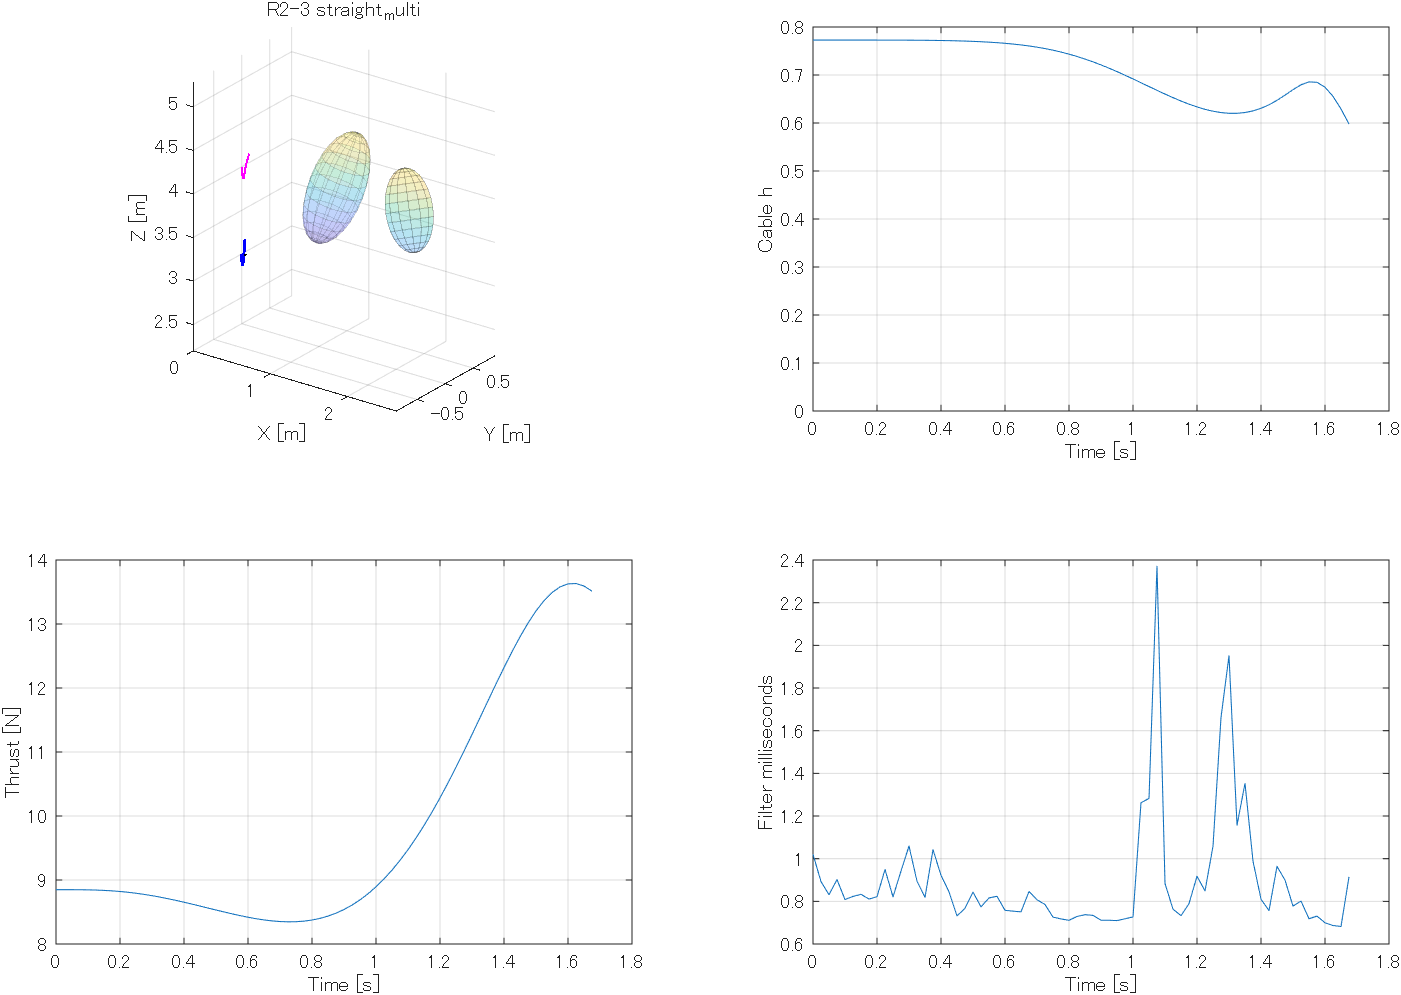 R2-3 straightmulti
5
4.5
4
3.5
3
2.5
Z [m]
0
1
2
X [m]
-0.5
0
0.5
Y [m]
0.8
0.7
0.6
0.5
0.4
0.3
0.2
0.1
0
Cable h
0 0.2 0.4 0.6 0.8 1 1.2 1.4 1.6 1.8
Time [s]
14
13
12
11
10
9
8
Thrust [N]
0 0.2 0.4 0.6 0.8 1 1.2 1.4 1.6 1.8
Time [s]
2.4
2.2
2
1.8
1.6
1.4
1.2
1
0.8
0.6
Filter milliseconds
0 0.2 0.4 0.6 0.8 1 1.2 1.4 1.6 1.8
Time [s]